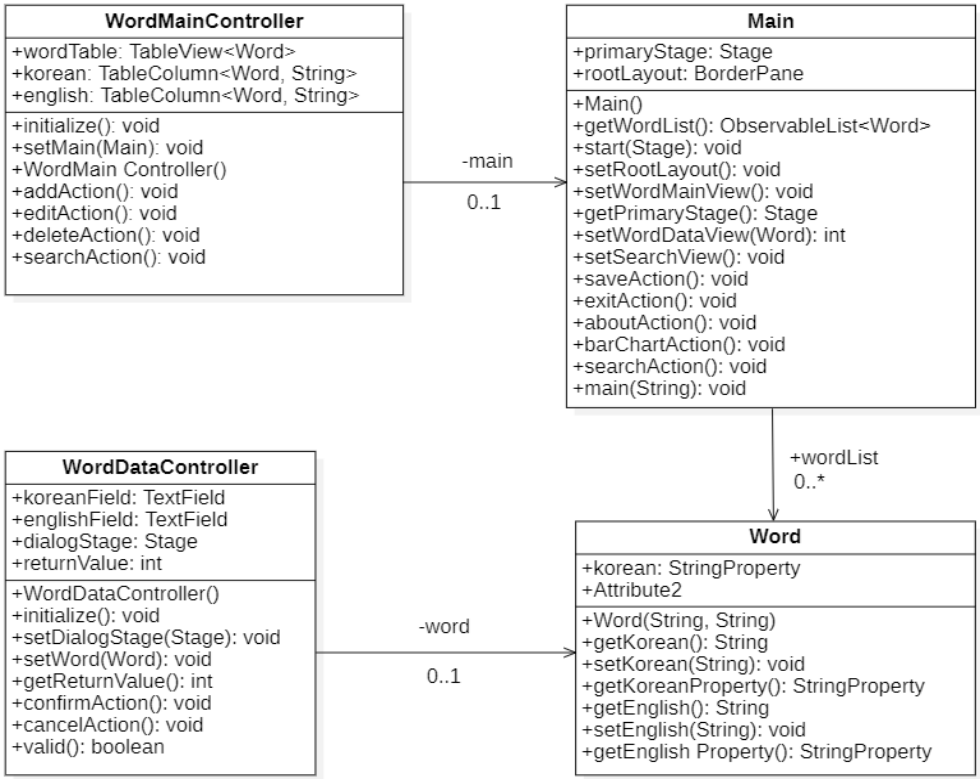 WordMainController
+wordTable: TableView<Word>
+korean: TableColumn<Word, String>
+english: TableColumn<Word, String>
+initialize(): void
+setMain(Main): void
+WordMain Controller()
+addAction(): void
+editAction(): void
+deleteAction(): void
+searchAction(): void
-main
0..1
Main
+primaryStage: Stage
+rootLayout: BorderPane
+Main()
+getWordList(): ObservableList<Word>
+start(Stage): void
+setRootLayout(): void
+setWordMainView(): void
+getPrimaryStage(): Stage
+setWordDataView(Word): int
+setSearchView(): void
+saveAction(): void
+exitAction(): void
+aboutAction(): void
+barChartAction(): void
+searchAction(): void
+main(String): void
+wordList
0..*
WordDataController
+koreanField: TextField
+englishField: TextField
+dialogStage: Stage
+returnValue: int
+WordDataController()
+initialize(): void
+setDialogStage(Stage): void
+setWord(Word): void
+getReturnValue(): int
+confirmAction(): void
+cancelAction(): void
+valid(): boolean
-word
0..1
Word
+korean: StringProperty
+Attribute2
+Word(String, String)
+getKorean(): String
+setKorean(String): void
+getKoreanProperty(): StringProperty
+getEnglish(): String
+setEnglish(String): void
+getEnglish Property(): StringProperty